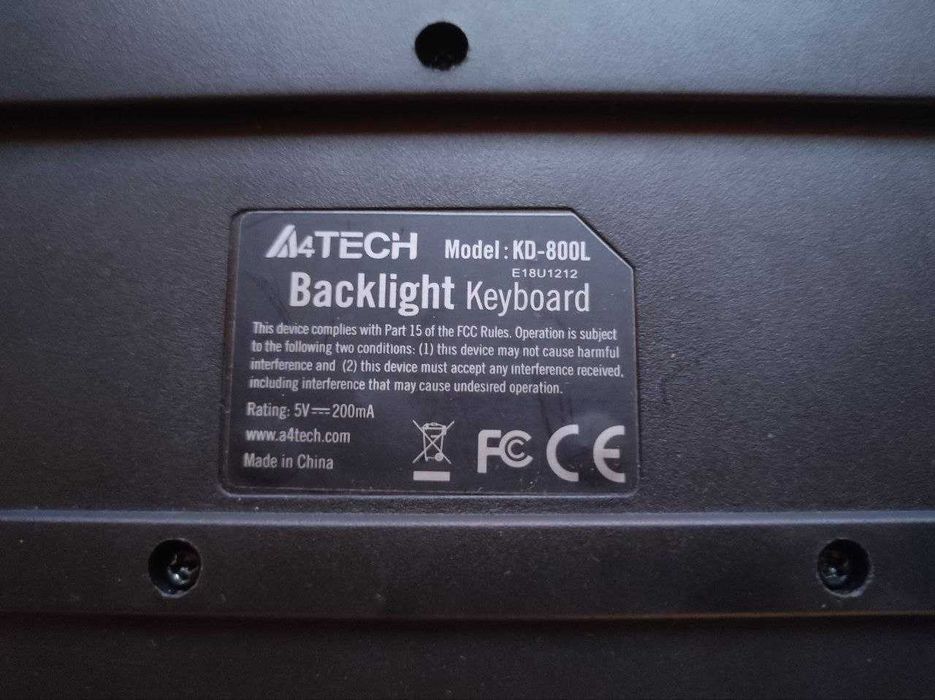 A4TECH Model : KD-800L
E18U1212
Backlight Keyboard
This device complies with Part 15 of the FCC Rules. Operation is subject
to the following two conditions: (1) this device may not cause harmful
interference and (2) this device must accept any interference received,
including interference that may cause undesired operation.
Rating: 5V⎓200mA
www.a4tech.com
Made in China
FC CE